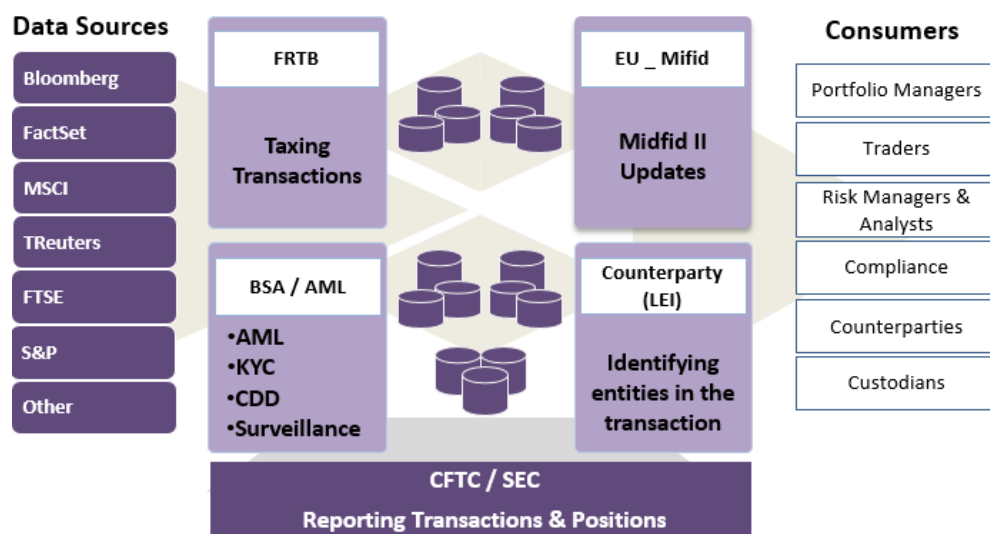 Data Sources
Bloomberg
FactSet
MSCI
TReuters
FTSE
S&P
Other
FRTB
Taxing
Transactions
EU _ Mifid
Midfid II
Updates
BSA / AML
•AML
•KYC
•CDD
•Surveillance
Counterparty
(LEI)
Identifying
entities in the
transaction
CFTC / SEC
Reporting Transactions & Positions
Consumers
Portfolio Managers
Traders
Risk Managers &
Analysts
Compliance
Counterparties
Custodians